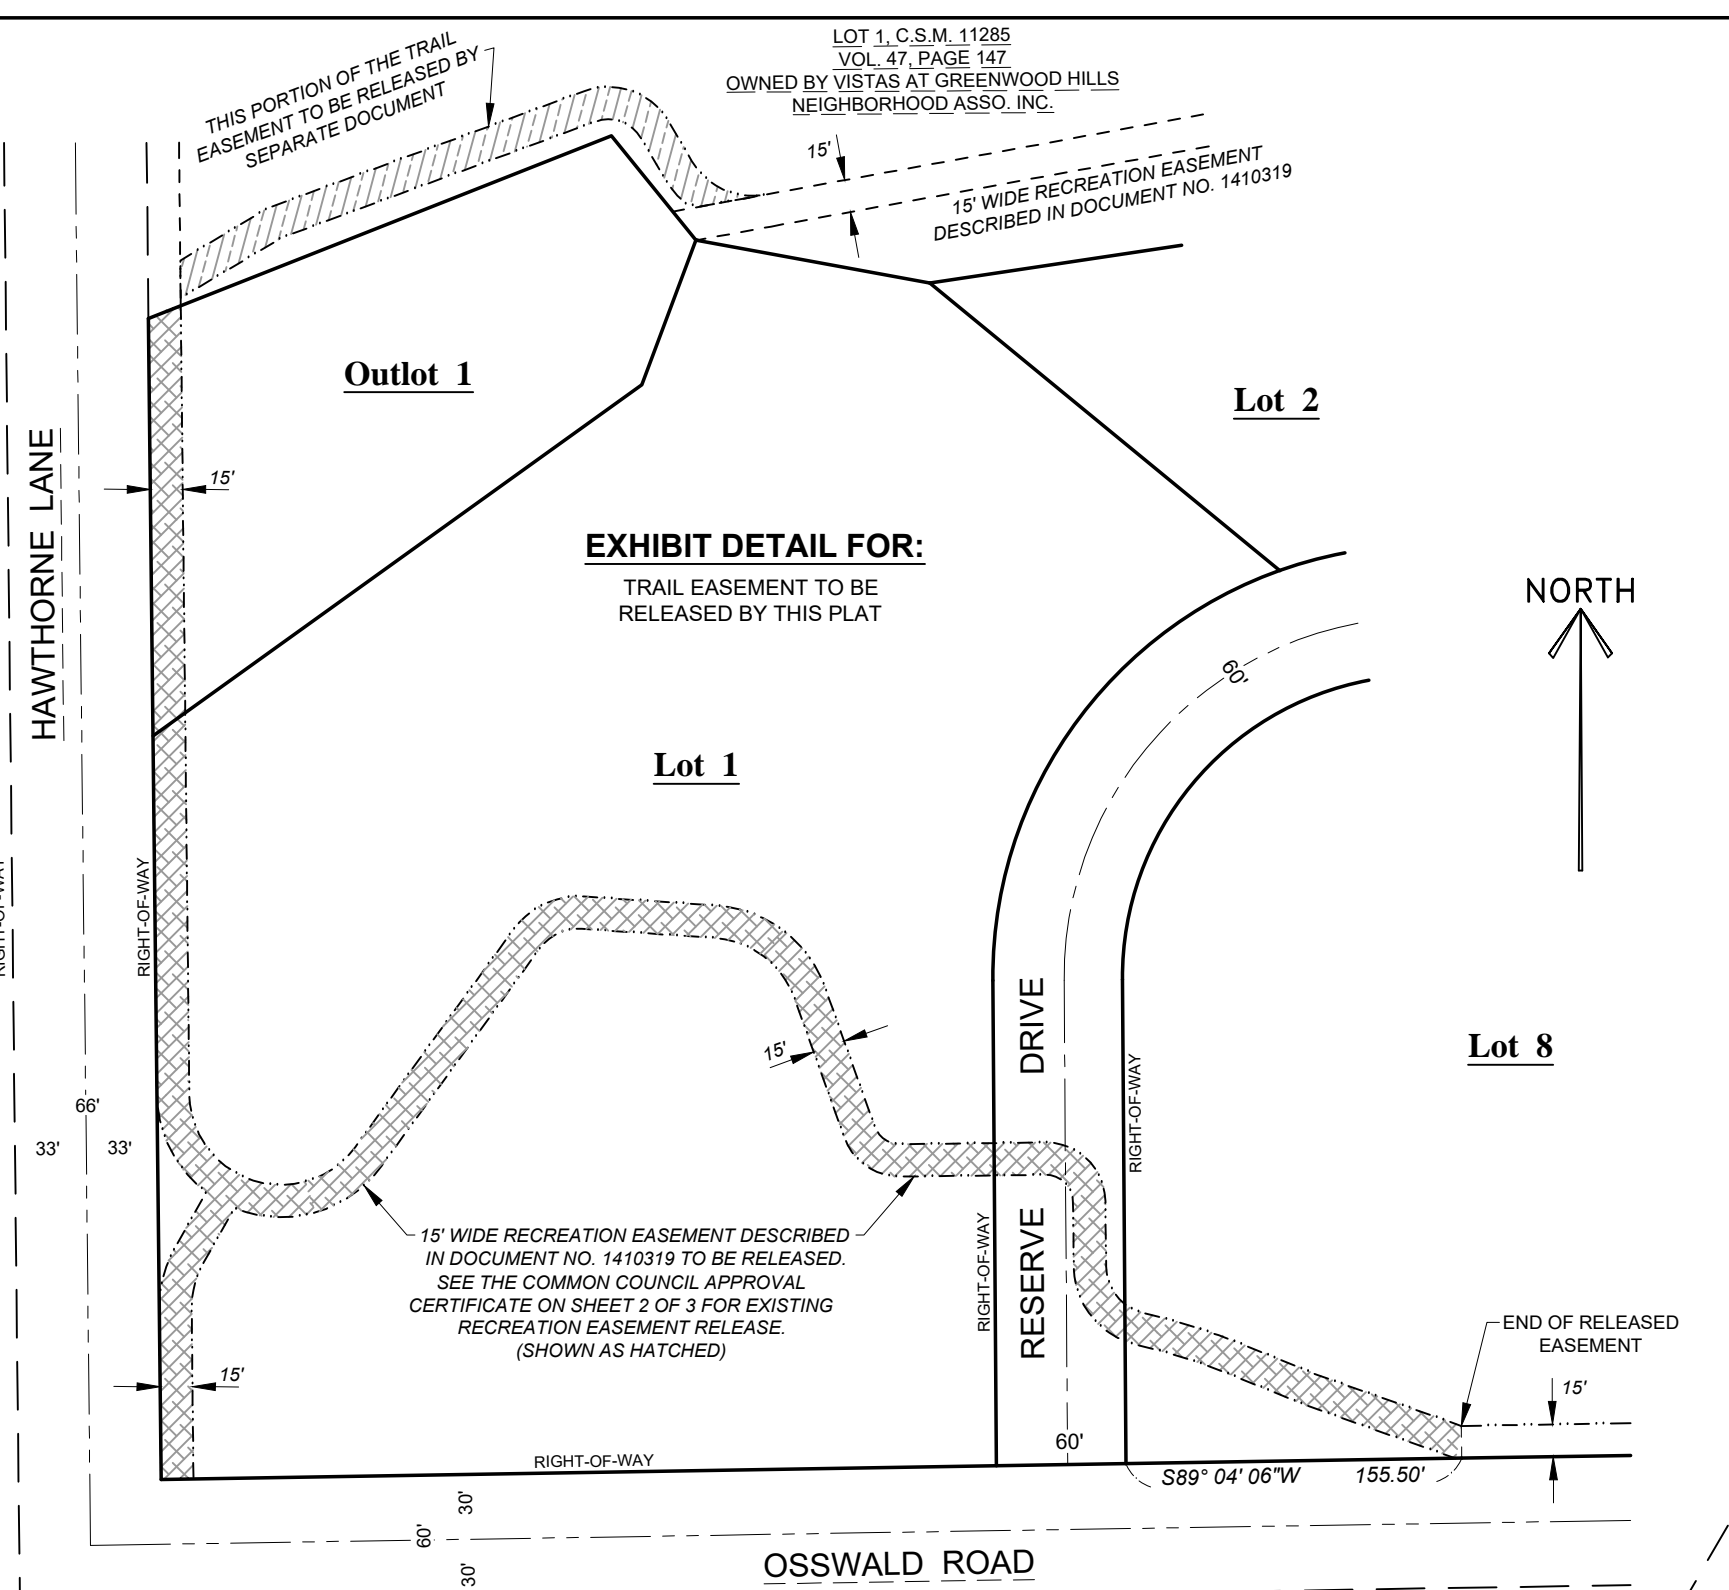 THIS PORTION OF THE TRAIL
EASEMENT TO BE RELEASED BY
SEPARATE DOCUMENT
LOT 1, C.S.M. 11285
VOL. 47, PAGE 147
OWNED BY VISTAS AT GREENWOOD HILLS
NEIGHBORHOOD ASSO. INC.
15'
15' WIDE RECREATION EASEMENT
DESCRIBED IN DOCUMENT NO. 1410319
Outlot 1
Lot 2
15'
HAWTHORNE LANE
EXHIBIT DETAIL FOR:
TRAIL EASEMENT TO BE
RELEASED BY THIS PLAT
NORTH
60'
Lot 1
RIGHT-OF-WAY
RIGHT-OF-WAY
RESERVE DRIVE
Lot 8
15'
RIGHT-OF-WAY
66'
33'
33'
15' WIDE RECREATION EASEMENT DESCRIBED
IN DOCUMENT NO. 1410319 TO BE RELEASED.
SEE THE COMMON COUNCIL APPROVAL
CERTIFICATE ON SHEET 2 OF 3 FOR EXISTING
RECREATION EASEMENT RELEASE.
(SHOWN AS HATCHED)
RIGHT-OF-WAY
END OF RELEASED
EASEMENT
15'
15'
60'
RIGHT-OF-WAY
S89° 04' 06"W 155.50'
30'
60'
30'
OSSWALD ROAD